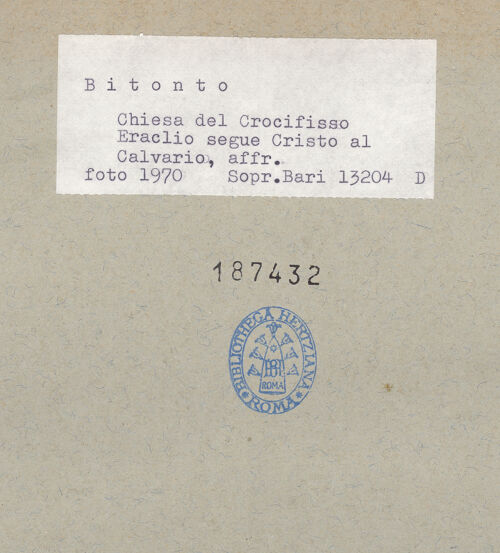 B i t o n t o
Chiesa del Crocifisso
Eraclio segue Cristo al
Calvario, affr.
foto 1970 Sopr.Bari 13204 D
187432
BIBLIOTHECA HERTZIANA
ROMA
ROMA